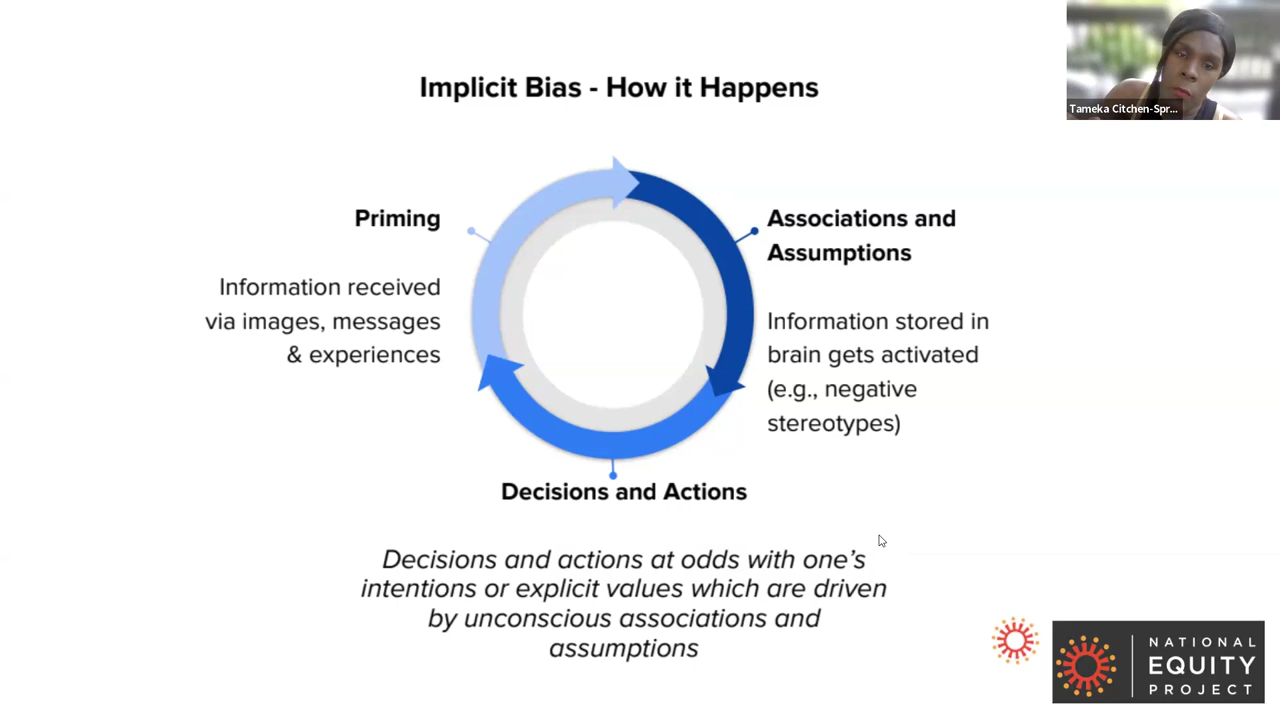 Implicit Bias - How it Happens
Tameka Citchen-Spr...
Priming
Information received
via images, messages
& experiences
Associations and
Assumptions
Information stored in
brain gets activated
(e.g., negative
stereotypes)
Decisions and Actions
Decisions and actions at odds with one’s
intentions or explicit values which are driven
by unconscious associations and
assumptions
NATIONAL
EQUITY
PROJECT